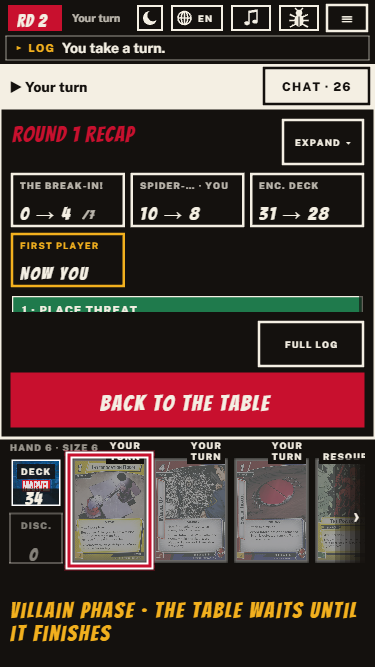 RD 2
Your turn
EN
▸ LOG You take a turn.
▶ Your turn
CHAT · 26
ROUND 1 RECAP
EXPAND
THE BREAK-IN!
0 → 4 /7
SPIDER-... · YOU
10 → 8
ENC. DECK
31 → 28
FIRST PLAYER
NOW YOU
1 · PLACE THREAT
FULL LOG
BACK TO THE TABLE
HAND 6 · SIZE 6
YOUR
TURN
YOUR
TURN
YOUR
TURN
DECK
MARVEL
34
DISC.
0
VILLAIN PHASE · THE TABLE WAITS UNTIL
IT FINISHES